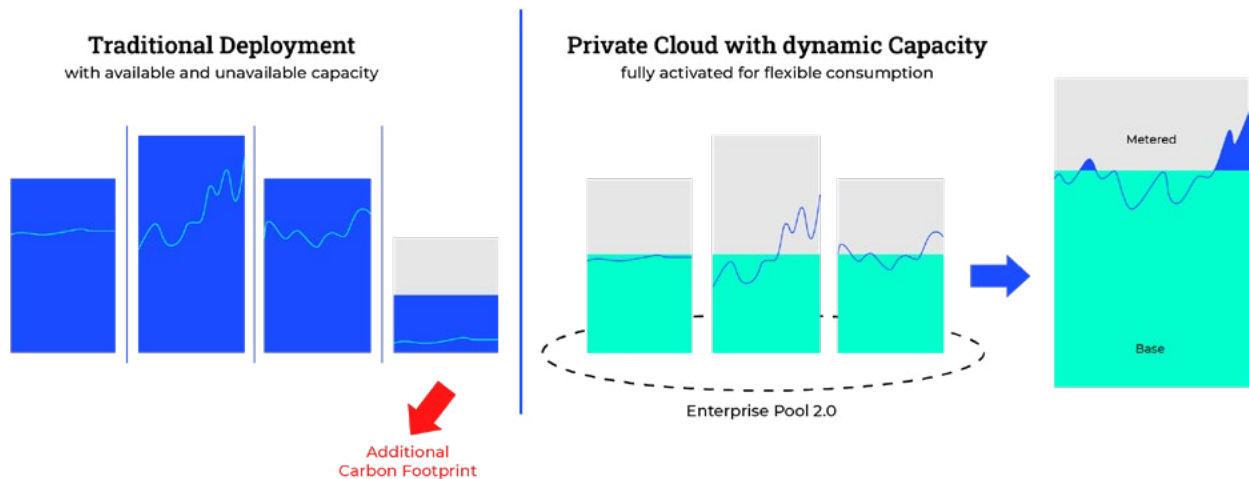 Traditional Deployment
with available and unavailable capacity
Additional
Carbon Footprint
Private Cloud with dynamic Capacity
fully activated for flexible consumption
Enterprise Pool 2.0
Metered
Base